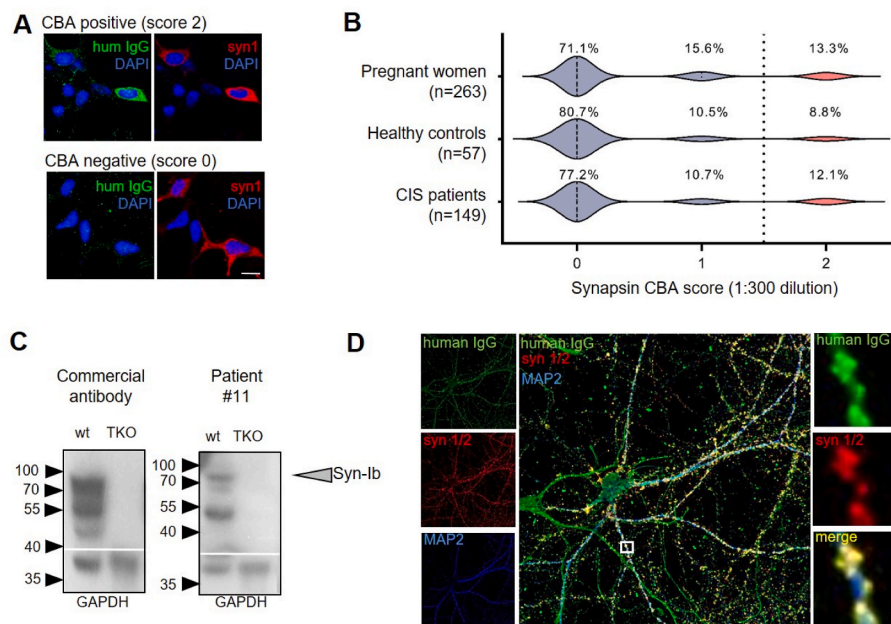 A
CBA positive (score 2)
hum IgG
DAPI
syn1
DAPI
CBA negative (score 0)
hum IgG
DAPI
syn1
DAPI
B
71.1% 15.6% 13.3%
Pregnant women
(n=263)
80.7% 10.5% 8.8%
Healthy controls
(n=57)
77.2% 10.7% 12.1%
CIS patients
(n=149)
0 1 2
Synapsin CBA score (1:300 dilution)
C
Commercial
antibody
wt TKO
100
70
55
40
35
GAPDH
Patient
#11
wt TKO
100
70
55
40
35
GAPDH
Syn-Ib
D
human IgG
syn 1/2
MAP2
human IgG
syn 1/2
MAP2
human IgG
syn 1/2
merge